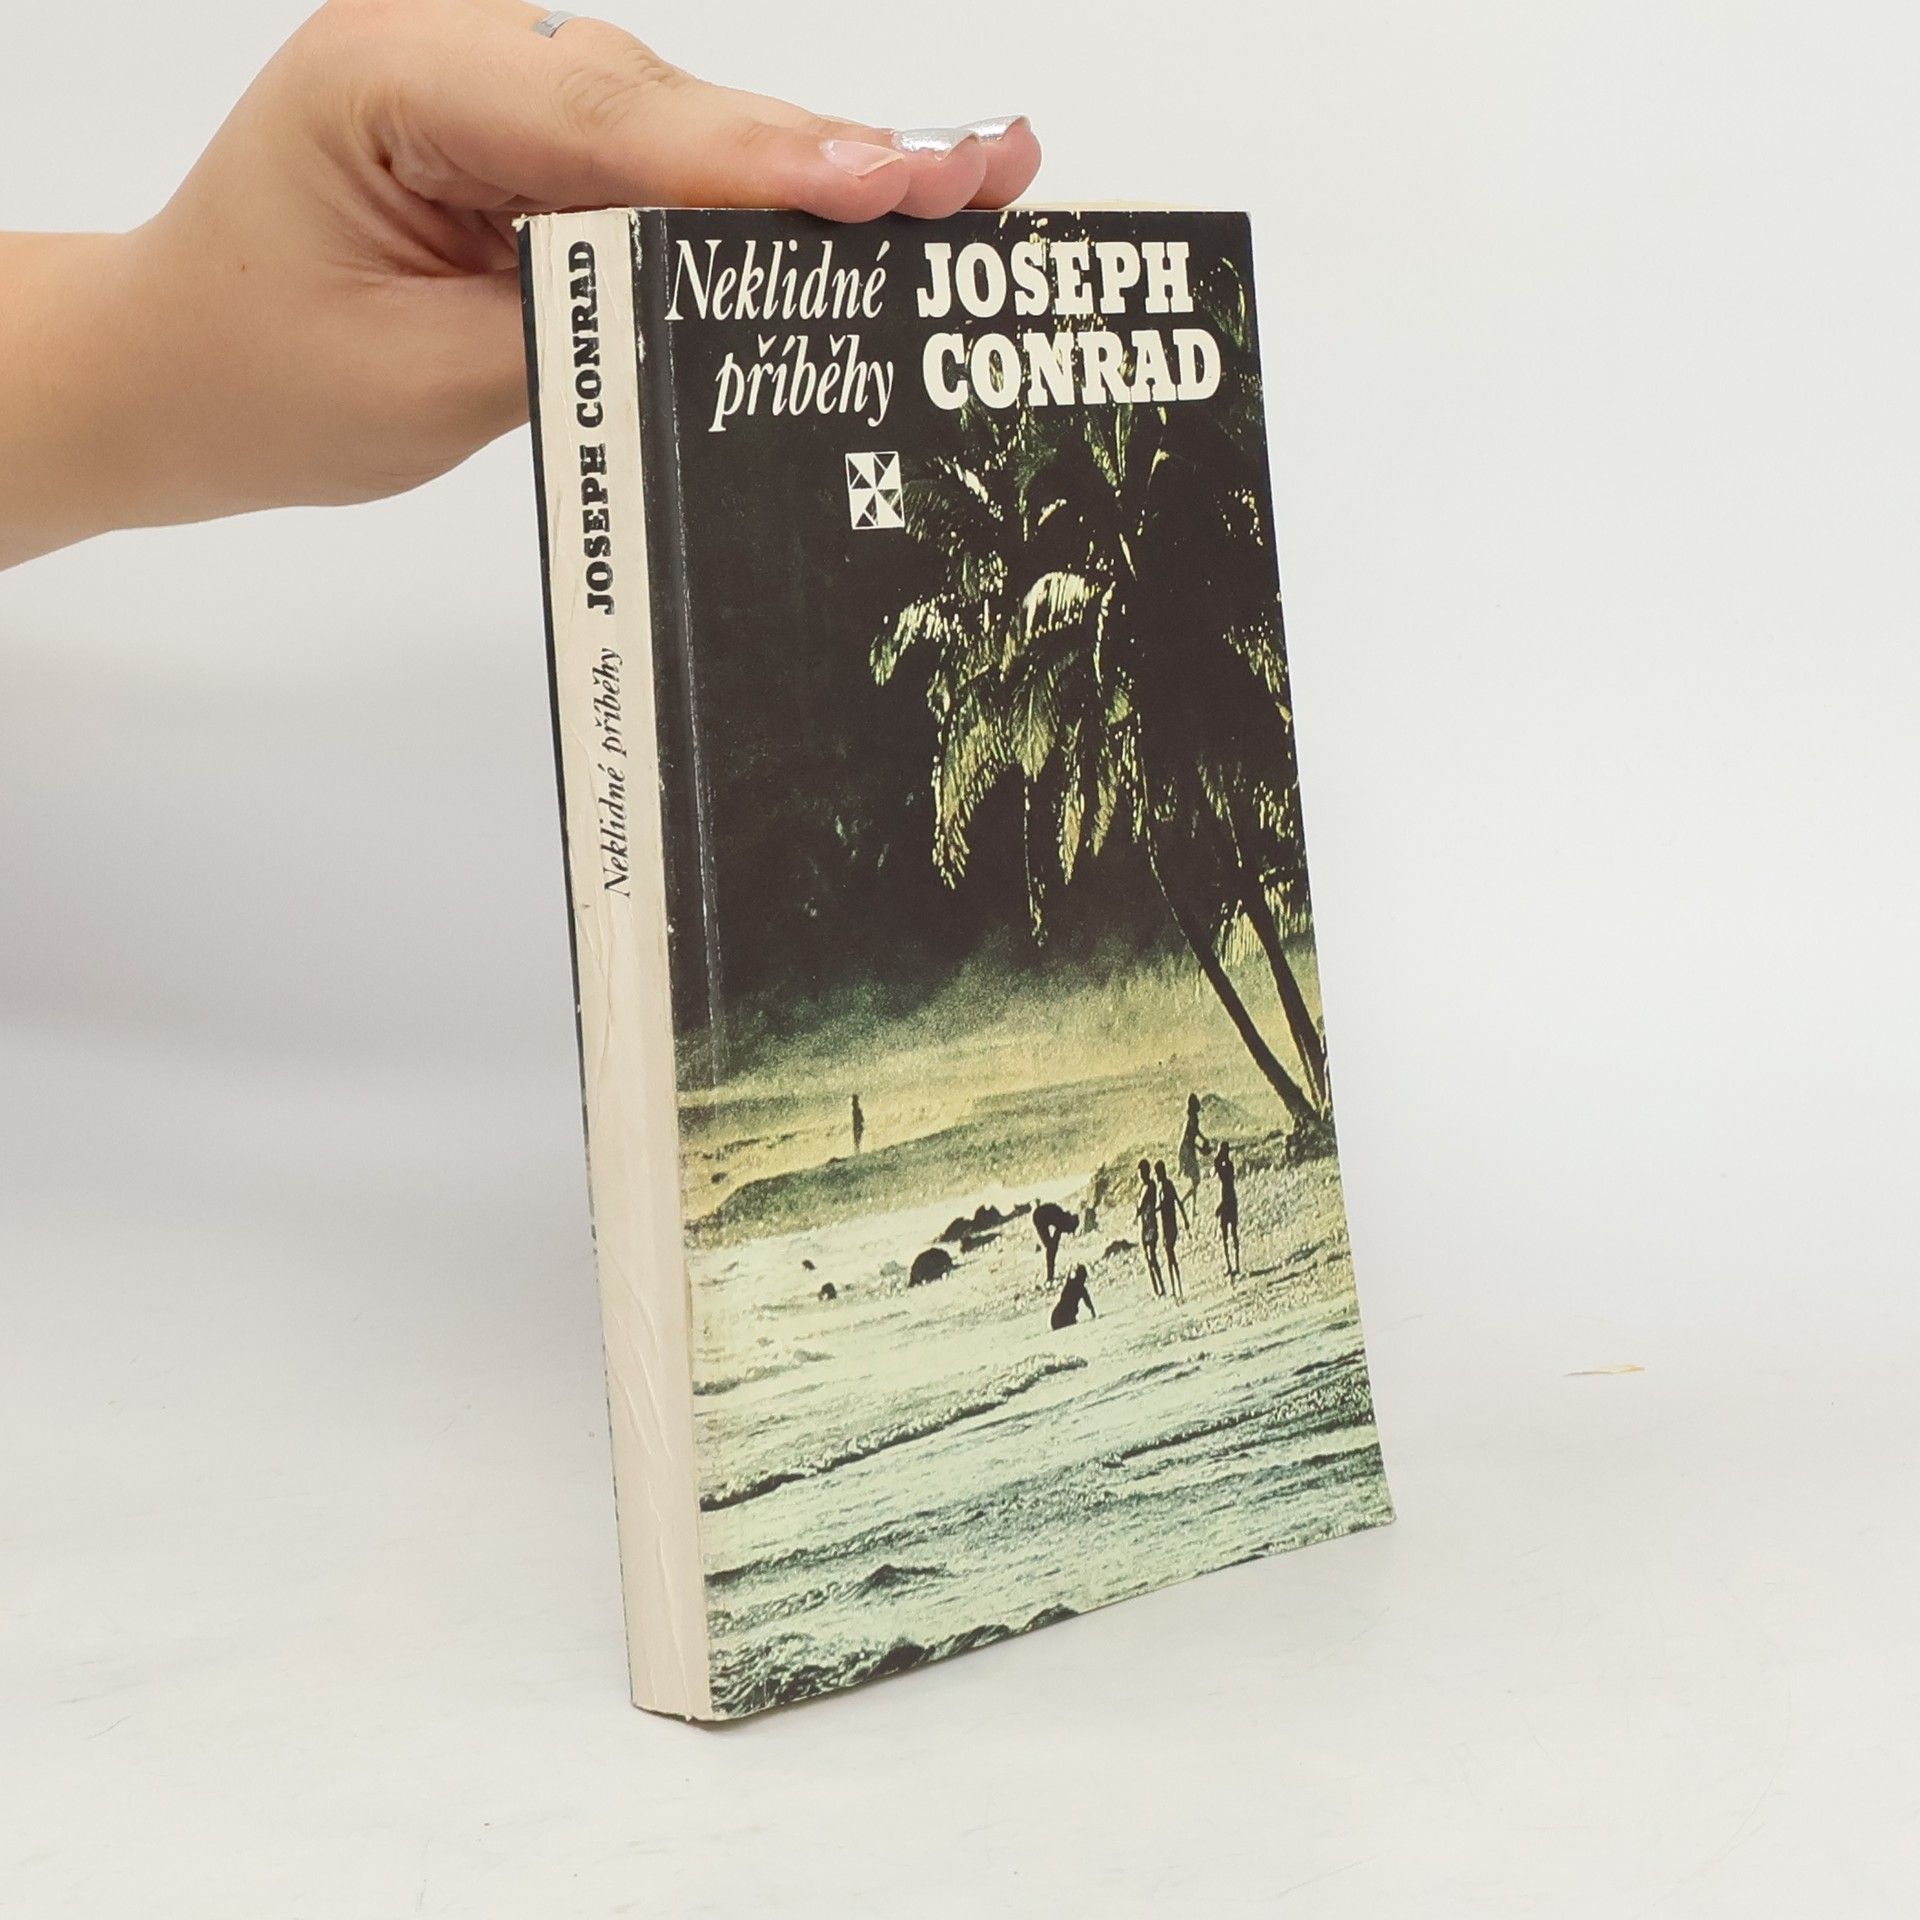 Neklidné
příběhy
JOSEPH
CONRAD
Neklidné příběhy JOSEPH CONRAD